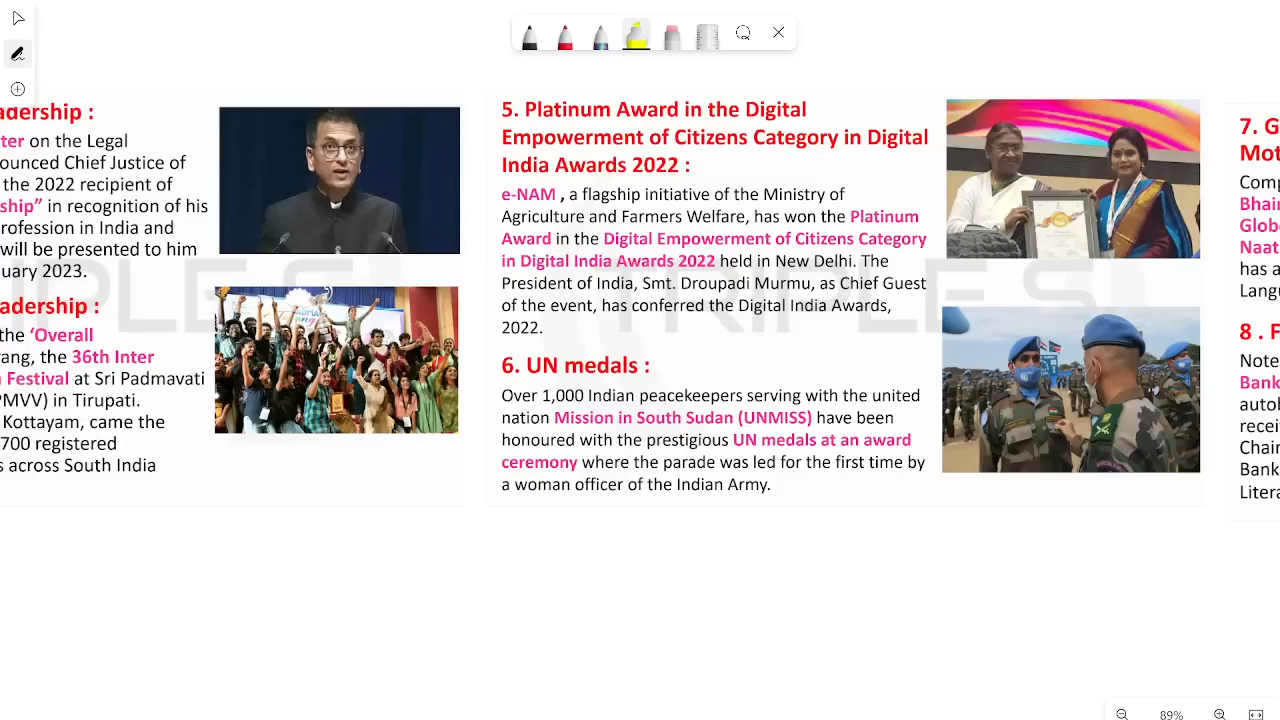 adership :
ter on the Legal
ounced Chief Justice of
the 2022 recipient of
ship” in recognition of his
rofession in India and
will be presented to him
uary 2023.
eadership :
the ‘Overall
rang, the 36th Inter
Festival at Sri Padmavati
PMVV) in Tirupati.
Kottayam, came the
700 registered
s across South India
5. Platinum Award in the Digital
Empowerment of Citizens Category in Digital
India Awards 2022 :
e-NAM , a flagship initiative of the Ministry of
Agriculture and Farmers Welfare, has won the Platinum
Award in the Digital Empowerment of Citizens Category
in Digital India Awards 2022 held in New Delhi. The
President of India, Smt. Droupadi Murmu, as Chief Guest
of the event, has conferred the Digital India Awards,
2022.
6. UN medals :
Over 1,000 Indian peacekeepers serving with the united
nation Mission in South Sudan (UNMISS) have been
honoured with the prestigious UN medals at an award
ceremony where the parade was led for the first time by
a woman officer of the Indian Army.
7. G
Mot
Comp
Bhair
Globe
Naat
has a
Langu
8 . F
Note
Bank
autob
recei
Chair
Bank
Litera
TRIPLE S
89%